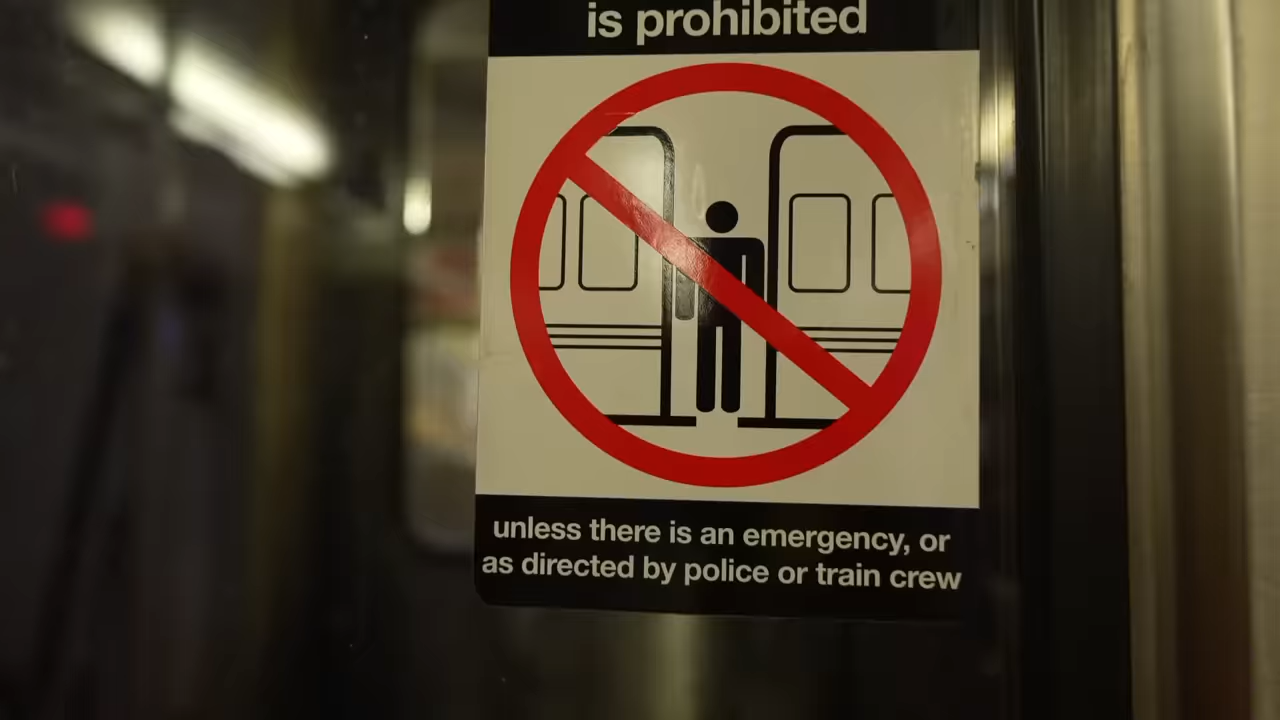 is prohibited
unless there is an emergency, or
as directed by police or train crew